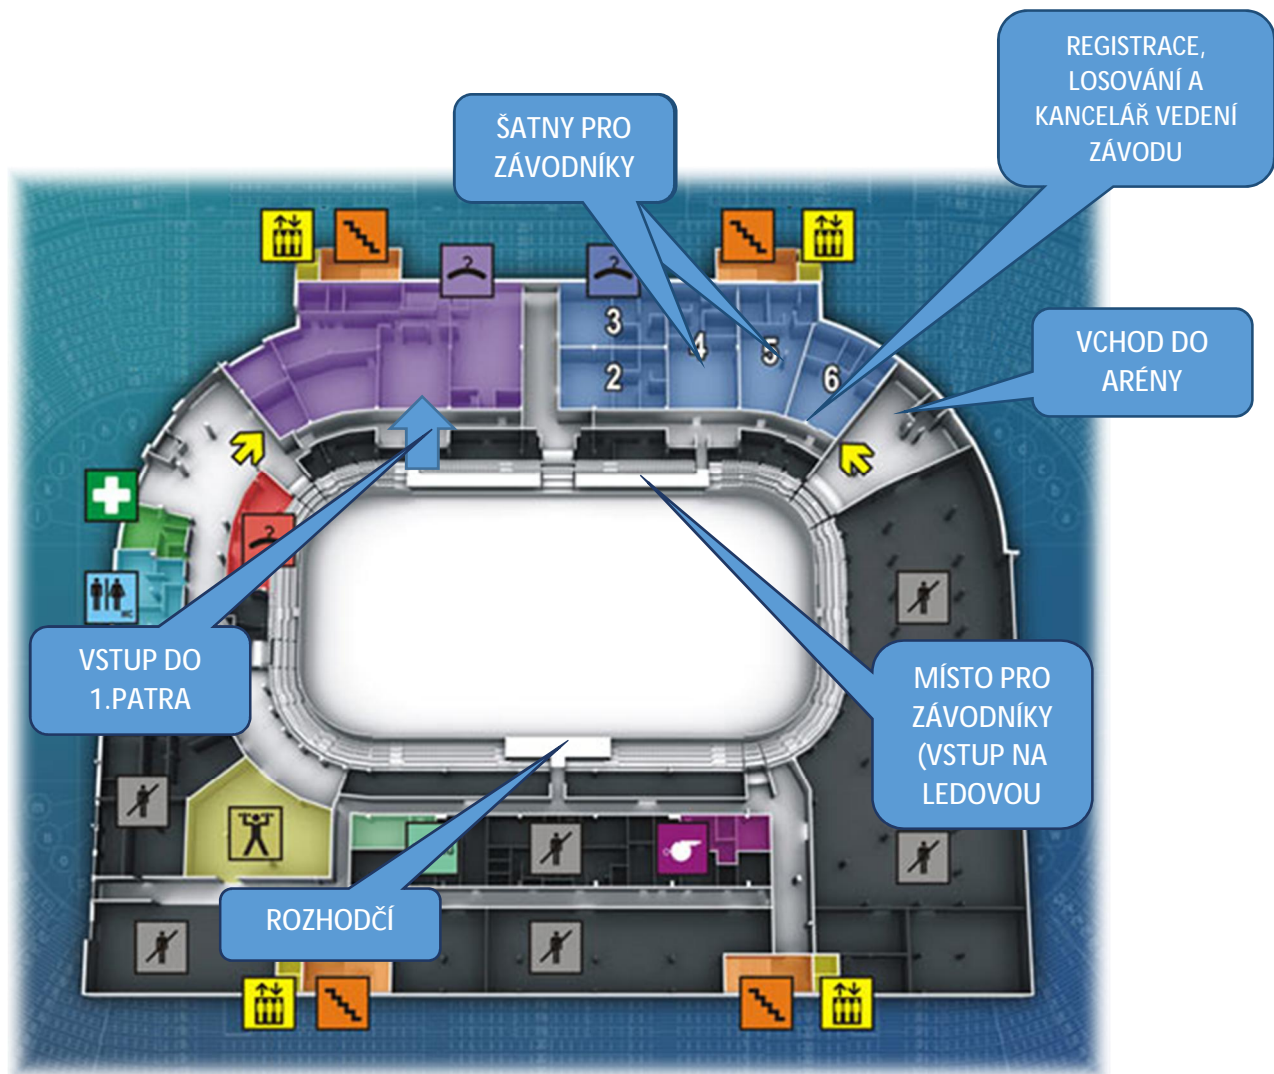 REGISTRACE,
LOSOVÁNÍ A
KANCELÁŘ VEDENÍ
ZÁVODU
ŠATNY PRO
ZÁVODNÍKY
VCHOD DO
ARÉNY
3
4
5
2
6
WC
VSTUP DO
1.PATRA
MÍSTO PRO
ZÁVODNÍKY
(VSTUP NA
LEDOVOU
ROZHODČÍ